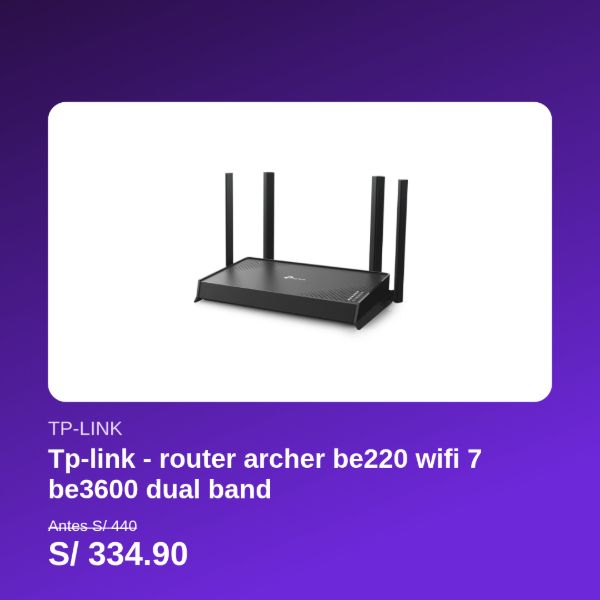 TP-LINK
Tp-link - router archer be220 wifi 7
be3600 dual band
Antes S/ 440
S/ 334.90